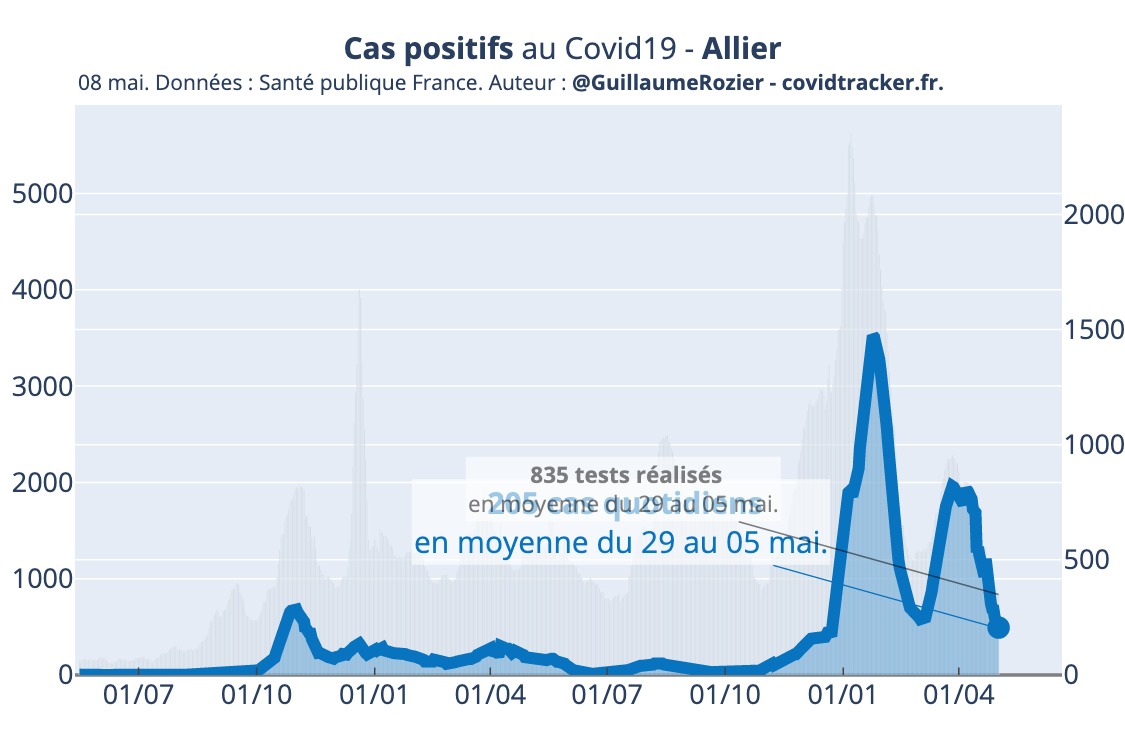 Cas positifs au Covid19 - Allier
08 mai. Données : Santé publique France. Auteur : @GuillaumeRozier - covidtracker.fr.
5000
4000
3000
2000
1000
0
2000
1500
1000
500
0
835 tests réalisés
en moyenne du 29 au 05 mai.
205 cas quotidiens
en moyenne du 29 au 05 mai.
01/07 01/10 01/01 01/04 01/07 01/10 01/01 01/04